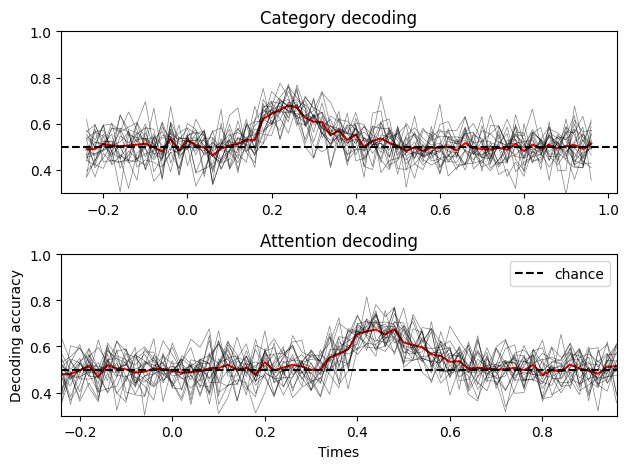 Category decoding
1.0
0.8
0.6
0.4
−0.2 0.0 0.2 0.4 0.6 0.8 1.0
Attention decoding
Decoding accuracy
1.0
0.8
0.6
0.4
chance
−0.2 0.0 0.2 0.4 0.6 0.8
Times